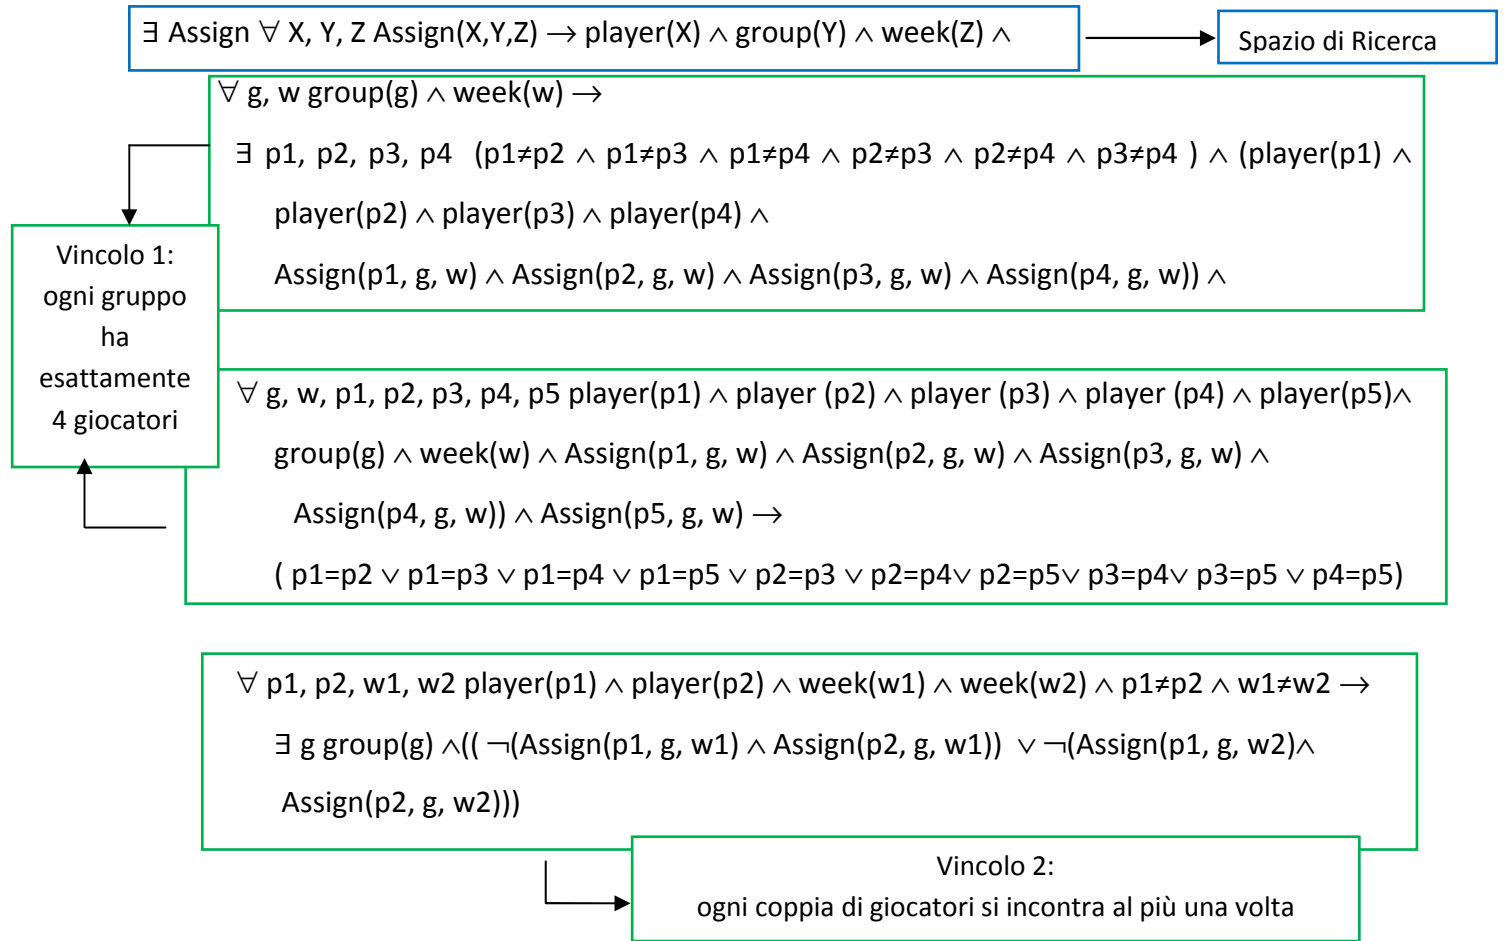 ∃ Assign ∀ X, Y, Z Assign(X,Y,Z) → player(X) ∧ group(Y) ∧ week(Z) ∧
Spazio di Ricerca
∀ g, w group(g) ∧ week(w) →
∃ p1, p2, p3, p4 (p1≠p2 ∧ p1≠p3 ∧ p1≠p4 ∧ p2≠p3 ∧ p2≠p4 ∧ p3≠p4 ) ∧ (player(p1) ∧
player(p2) ∧ player(p3) ∧ player(p4) ∧
Assign(p1, g, w) ∧ Assign(p2, g, w) ∧ Assign(p3, g, w) ∧ Assign(p4, g, w)) ∧
Vincolo 1:
ogni gruppo
ha
esattamente
4 giocatori
∀ g, w, p1, p2, p3, p4, p5 player(p1) ∧ player (p2) ∧ player (p3) ∧ player (p4) ∧ player(p5)∧
group(g) ∧ week(w) ∧ Assign(p1, g, w) ∧ Assign(p2, g, w) ∧ Assign(p3, g, w) ∧
Assign(p4, g, w)) ∧ Assign(p5, g, w) →
( p1=p2 ∨ p1=p3 ∨ p1=p4 ∨ p1=p5 ∨ p2=p3 ∨ p2=p4∨ p2=p5∨ p3=p4∨ p3=p5 ∨ p4=p5)
∀ p1, p2, w1, w2 player(p1) ∧ player(p2) ∧ week(w1) ∧ week(w2) ∧ p1≠p2 ∧ w1≠w2 →
∃ g group(g) ∧(( ¬(Assign(p1, g, w1) ∧ Assign(p2, g, w1)) ∨ ¬(Assign(p1, g, w2)∧
Assign(p2, g, w2)))
Vincolo 2:
ogni coppia di giocatori si incontra al più una volta